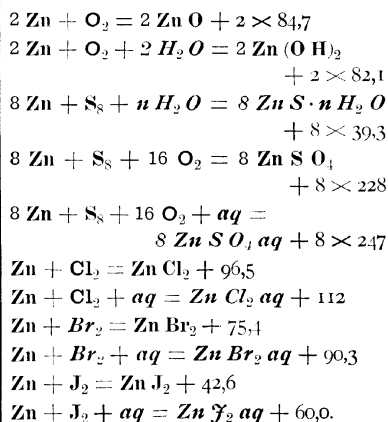 2 Zn + O₂ = 2 Zn O + 2 × 84,7
2 Zn + O₂ + 2 H₂ O = 2 Zn (O H)₂
+ 2 × 82,1
8 Zn + S₈ + n H₂ O = 8 Zn S · n H₂ O
+ 8 × 39,3
8 Zn + S₈ + 16 O₂ = 8 Zn S O₄
+ 8 × 228
8 Zn + S₈ + 16 O₂ + aq =
8 Zn S O₄ aq + 8 × 247
Zn + Cl₂ = Zn Cl₂ + 96,5
Zn + Cl₂ + aq = Zn Cl₂ aq + 112
Zn + Br₂ = Zn Br₂ + 75,4
Zn + Br₂ + aq = Zn Br₂ aq + 90,3
Zn + J₂ = Zn J₂ + 42,6
Zn + J₂ + aq = Zn J₂ aq + 60,0.